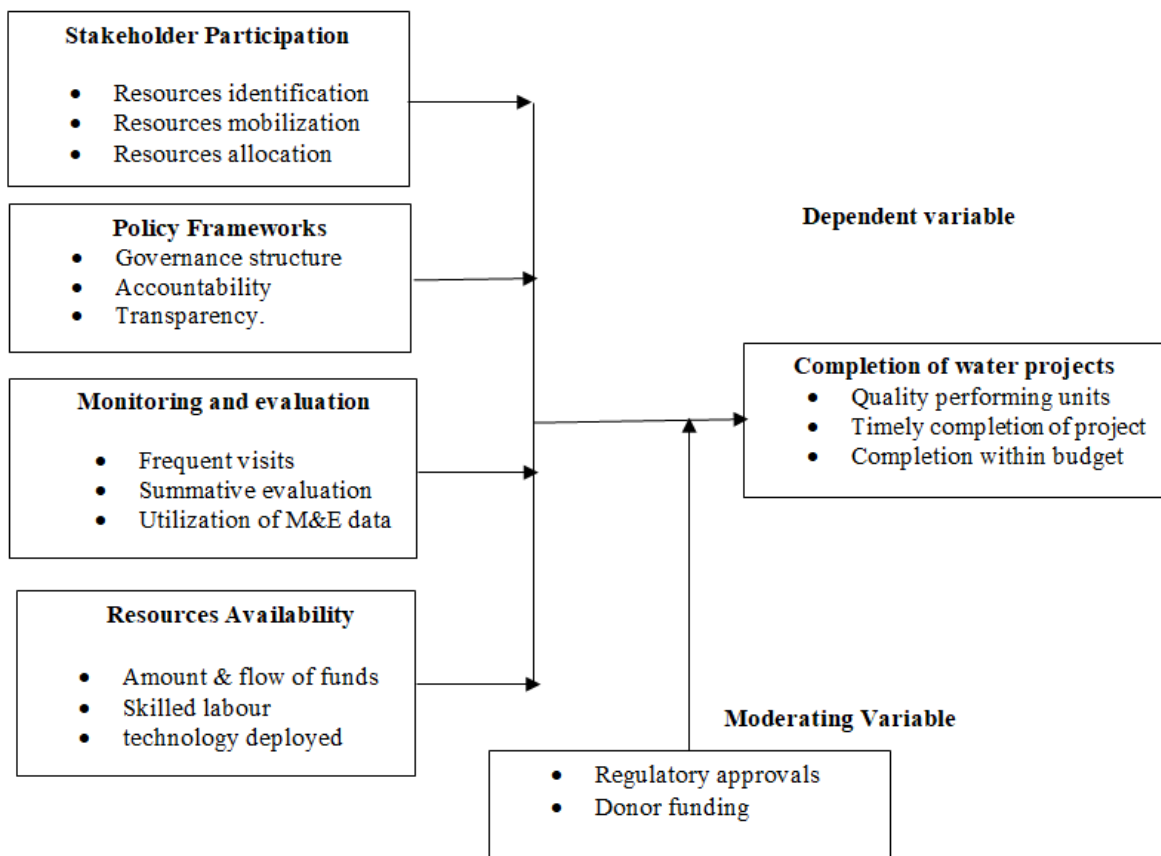 Stakeholder Participation
• Resources identification
• Resources mobilization
• Resources allocation
Policy Frameworks
• Governance structure
• Accountability
• Transparency.
Monitoring and evaluation
• Frequent visits
• Summative evaluation
• Utilization of M&E data
Resources Availability
• Amount & flow of funds
• Skilled labour
• technology deployed
Dependent variable
Completion of water projects
• Quality performing units
• Timely completion of project
• Completion within budget
Moderating Variable
• Regulatory approvals
• Donor funding